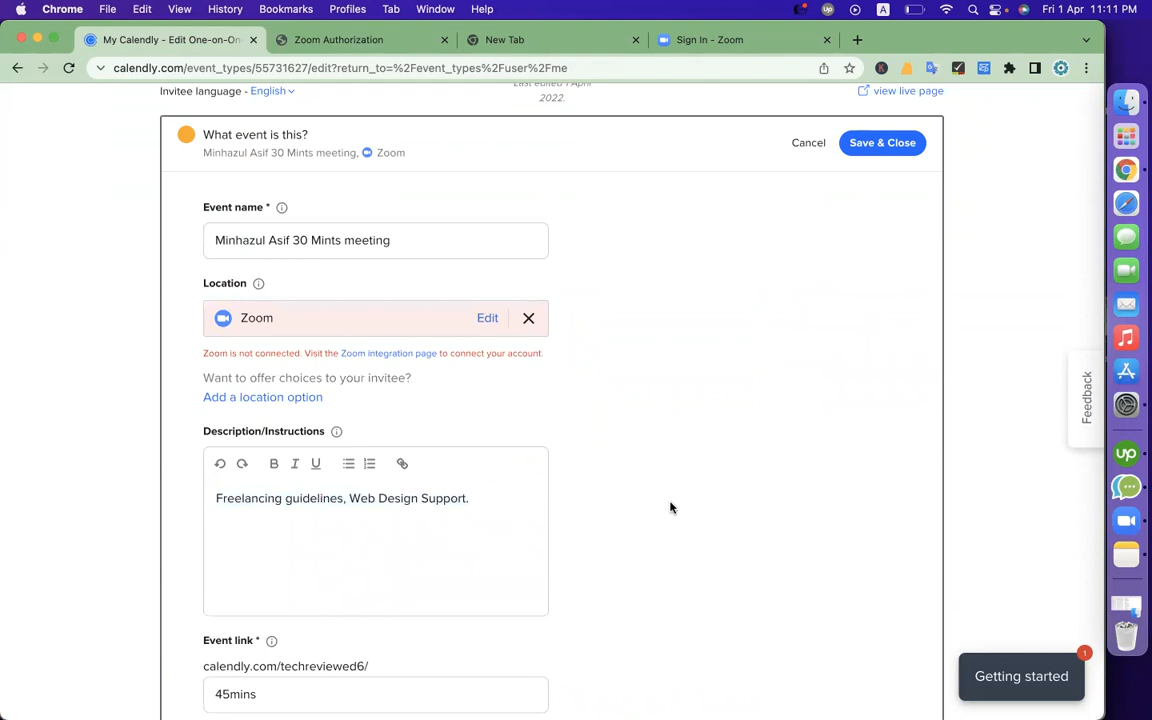 Chrome File Edit View History Bookmarks Profiles Tab Window Help Up A Fri 1 Apr 11:11 PM
My Calendly - Edit One-on-On Zoom Authorization New Tab Sign In - Zoom
calendly.com/event_types/55731627/edit?return_to=%2Fevent_types%2Fuser%2Fme
Invitee language - English
Last edited 1 April
2022.
view live page
What event is this?
Minhazul Asif 30 Mints meeting, Zoom
Cancel
Save & Close
Event name *
Minhazul Asif 30 Mints meeting
Location
Zoom Edit
Zoom is not connected. Visit the Zoom integration page to connect your account.
Want to offer choices to your invitee?
Add a location option
Description/Instructions
B I U
Freelancing guidelines, Web Design Support.
Event link *
calendly.com/techreviewed6/
45mins
Feedback
up
1
Getting started